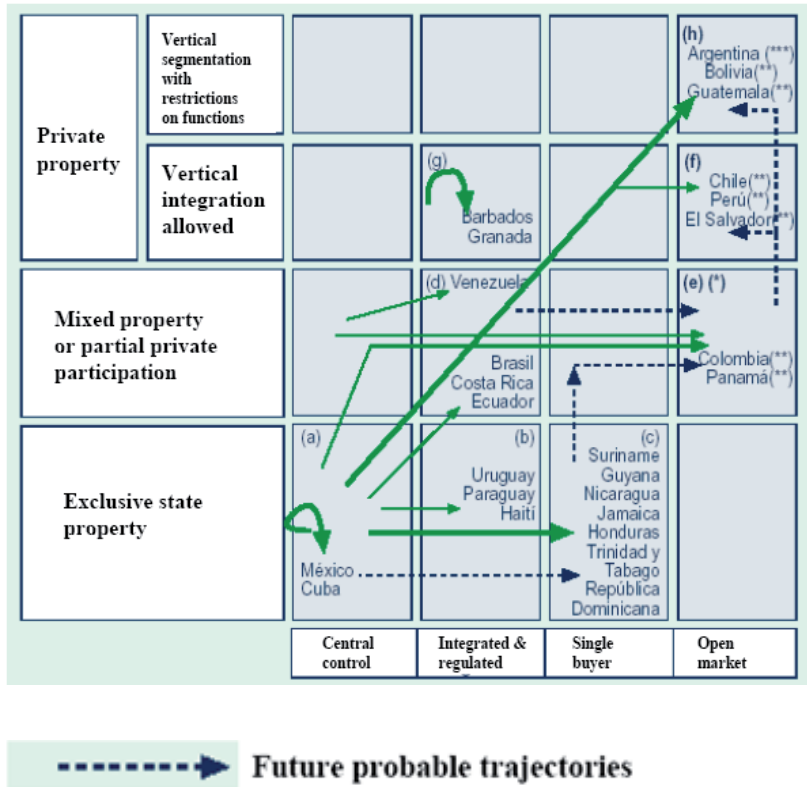 Private
property
Vertical
segmentation
with
restrictions
on functions
(h)
Argentina (***)
Bolivia(**)
Guatemala(**)
Vertical
integration
allowed
(g)
Barbados
Granada
(f)
Chile(**)
Perú(**)
El Salvador(**)
Mixed property
or partial private
participation
(d) Venezuela
Brasil
Costa Rica
Ecuador
(e) (*)
Colombia(**)
Panamá(**)
Exclusive state
property
(a)
México
Cuba
(b)
Uruguay
Paraguay
Haití
(c)
Suriname
Guyana
Nicaragua
Jamaica
Honduras
Trinidad y
Tabago
República
Dominicana
Central
control
Integrated &
regulated
Single
buyer
Open
market
Future probable trajectories